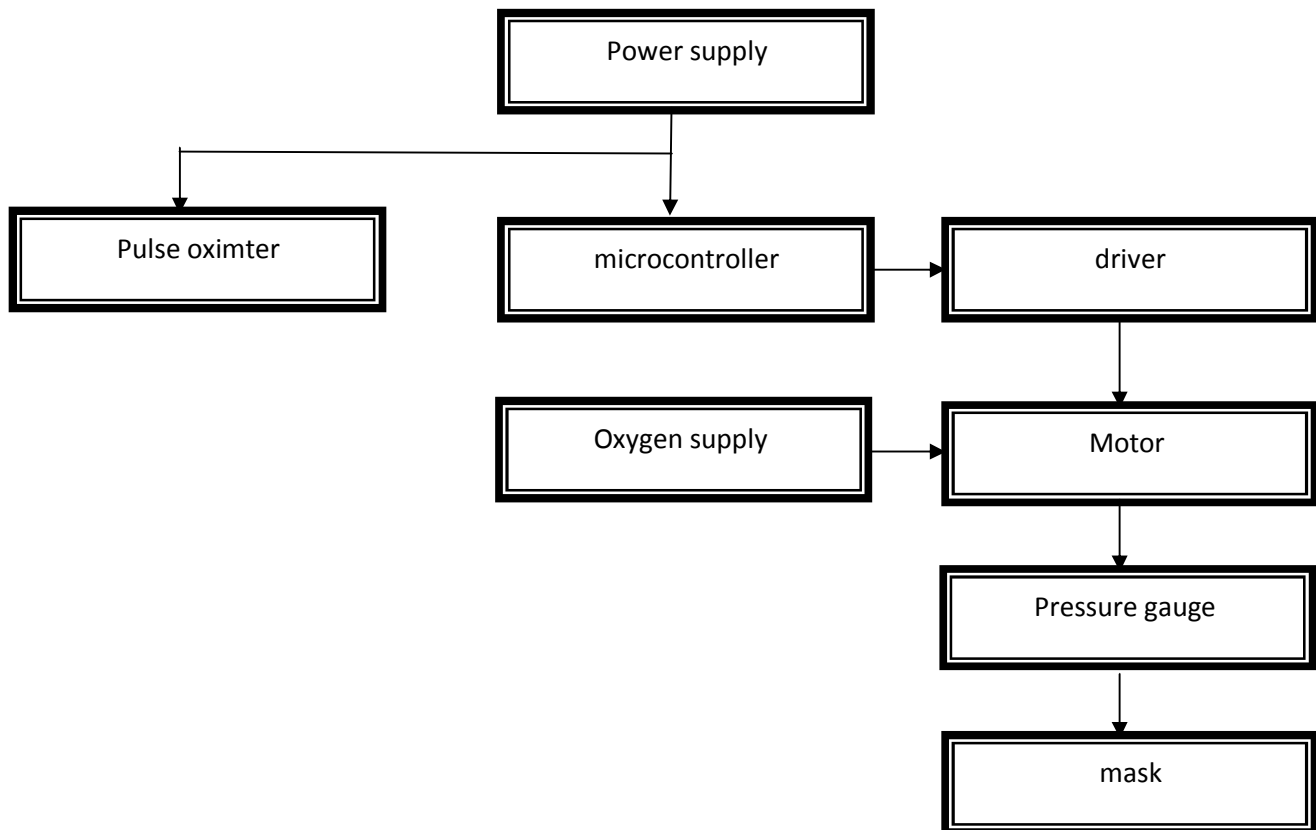 Power supply
Pulse oximter
microcontroller
driver
Oxygen supply
Motor
Pressure gauge
mask